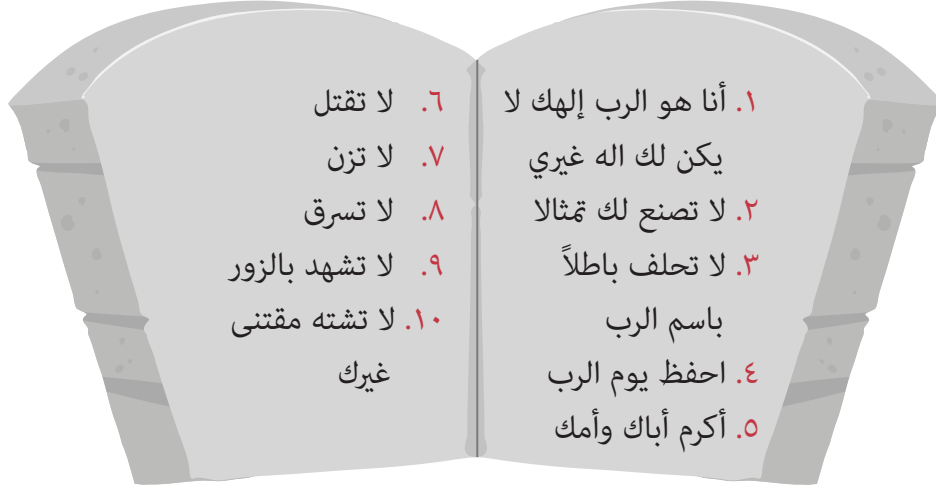 ١. أنا هو الرب إلهك لا
يكن لك اله غيري
٢. لا تصنع لك تمثالا
٣. لا تحلف باطلاً
باسم الرب
٤. احفظ يوم الرب
٥. أكرم أباك وأمك
٦. لا تقتل
٧. لا تزن
٨. لا تسرق
٩. لا تشهد بالزور
١٠. لا تشته مقتنى
غيرك